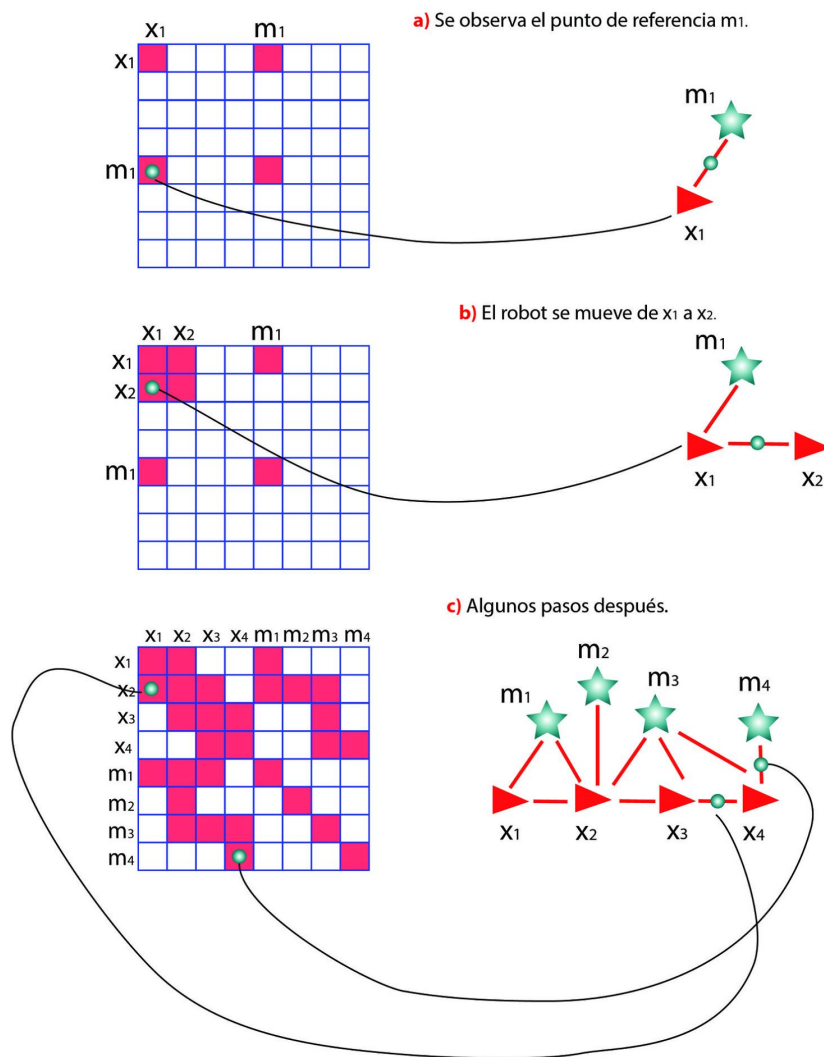 a) Se observa el punto de referencia m₁.
x₁ m₁
x₁
m₁
m₁
x₁
b) El robot se mueve de x₁ a x₂.
x₁ x₂ m₁
x₁
x₂
m₁
m₁
x₁ x₂
c) Algunos pasos después.
x₁ x₂ x₃ x₄ m₁ m₂ m₃ m₄
x₁
x₂
x₃
x₄
m₁
m₂
m₃
m₄
m₁ m₂ m₃ m₄
x₁ x₂ x₃ x₄